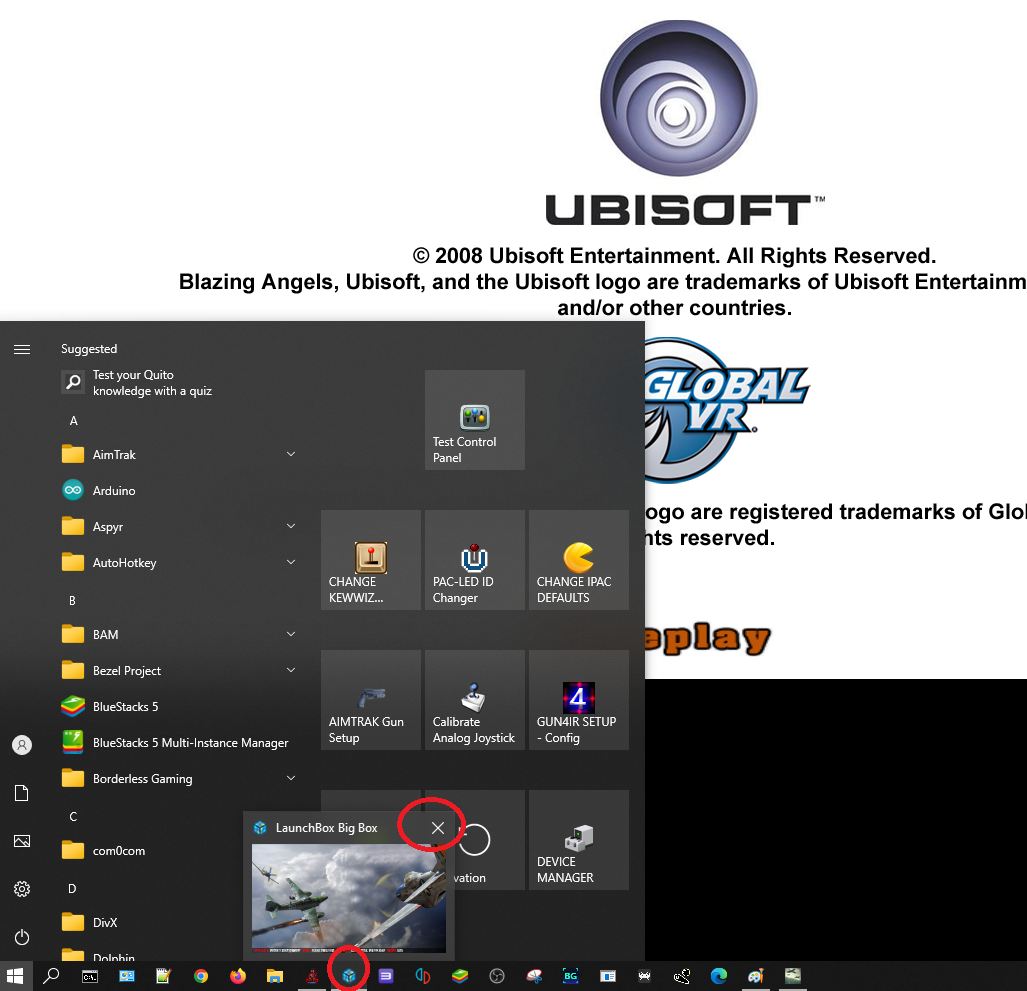 UBISOFT™
© 2008 Ubisoft Entertainment. All Rights Reserved.
Blazing Angels, Ubisoft, and the Ubisoft logo are trademarks of Ubisoft Entertainm
and/or other countries.
GLOBAL
VR®
ogo are registered trademarks of Glo
hts reserved.
eplay
Suggested
Test your Quito
knowledge with a quiz
A
AimTrak
Arduino
Aspyr
AutoHotkey
B
BAM
Bezel Project
BlueStacks 5
BlueStacks 5 Multi-Instance Manager
Borderless Gaming
C
com0com
D
DivX
Dolphin
Test Control
Panel
CHANGE
KEWWIZ...
PAC-LED ID
Changer
CHANGE IPAC
DEFAULTS
AIMTRAK Gun
Setup
Calibrate
Analog Joystick
4
GUN4IR SETUP
- Config
vation
DEVICE
MANAGER
LaunchBox Big Box
C:\
BG